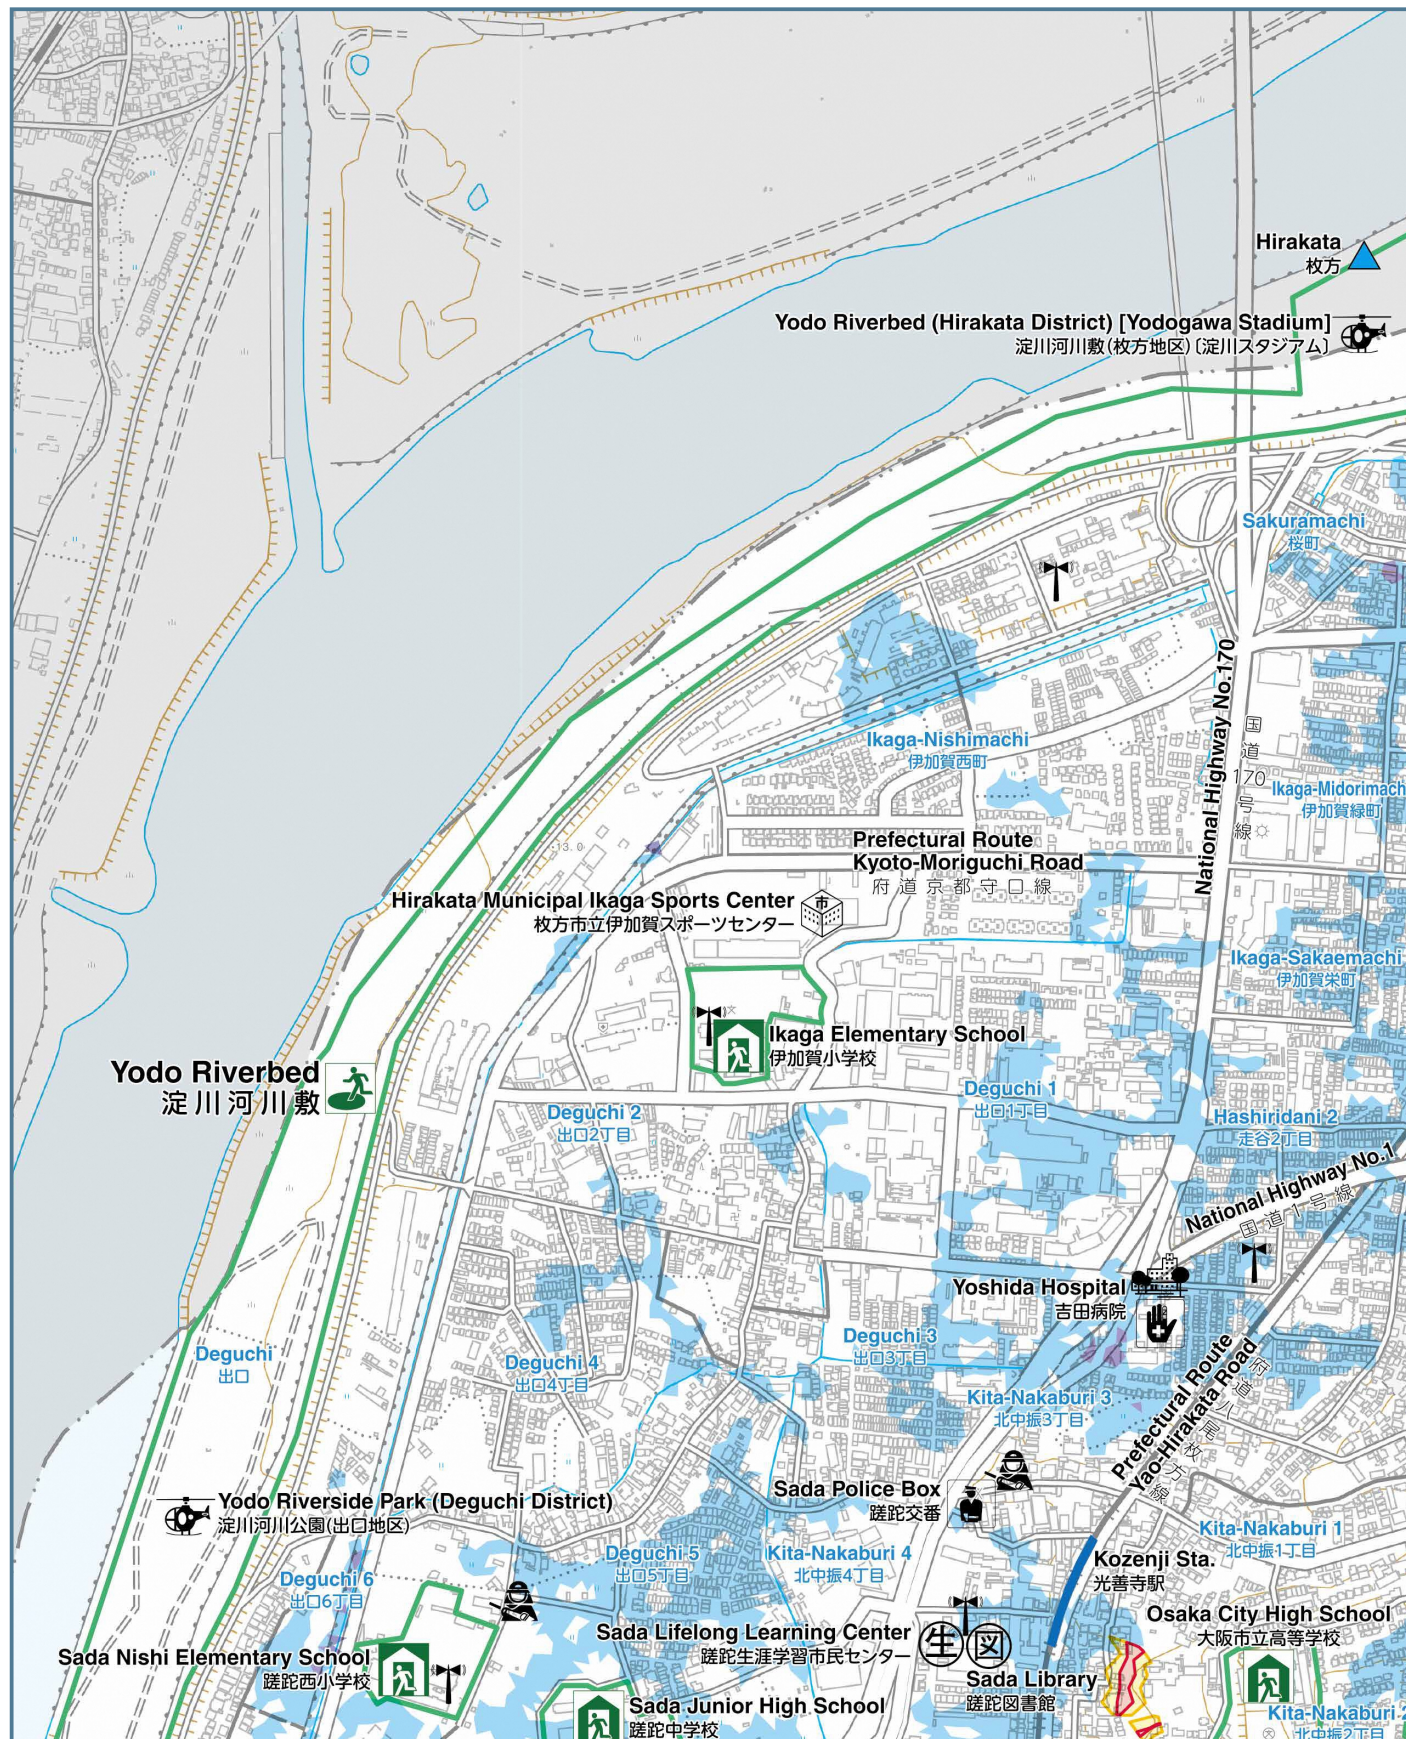 Hirakata
枚方
Yodo Riverbed (Hirakata District) [Yodogawa Stadium]
淀川河川敷(枚方地区)〔淀川スタジアム〕
Sakuramachi
桜町
National Highway No.170
国道170号線
Ikaga-Nishimachi
伊加賀西町
Ikaga-Midorimach
伊加賀緑町
Prefectural Route
Kyoto-Moriguchi Road
府道京都守口線
13.0
Hirakata Municipal Ikaga Sports Center
枚方市立伊加賀スポーツセンター
市
Ikaga-Sakaemachi
伊加賀栄町
Ikaga Elementary School
伊加賀小学校
Yodo Riverbed
淀川河川敷
Deguchi 2
出口2丁目
Deguchi 1
出口1丁目
Hashiridani 2
走谷2丁目
National Highway No.1
国道1号線
Yoshida Hospital
吉田病院
Deguchi
出口
Deguchi 4
出口4丁目
Deguchi 3
出口3丁目
Kita-Nakaburi 3
北中振3丁目
Prefectural Route
Yao-Hirakata Road
府道八尾枚方線
Yodo Riverside Park (Deguchi District)
淀川河川公園(出口地区)
Sada Police Box
蹉跎交番
Deguchi 6
出口6丁目
Deguchi 5
出口5丁目
Kita-Nakaburi 4
北中振4丁目
Kozenji Sta.
光善寺駅
Kita-Nakaburi 1
北中振1丁目
Osaka City High School
大阪市立高等学校
Sada Nishi Elementary School
蹉跎西小学校
Sada Lifelong Learning Center
蹉跎生涯学習市民センター
生
図
Sada Library
蹉跎図書館
Sada Junior High School
蹉跎中学校
Kita-Nakaburi 2
北中振2丁目